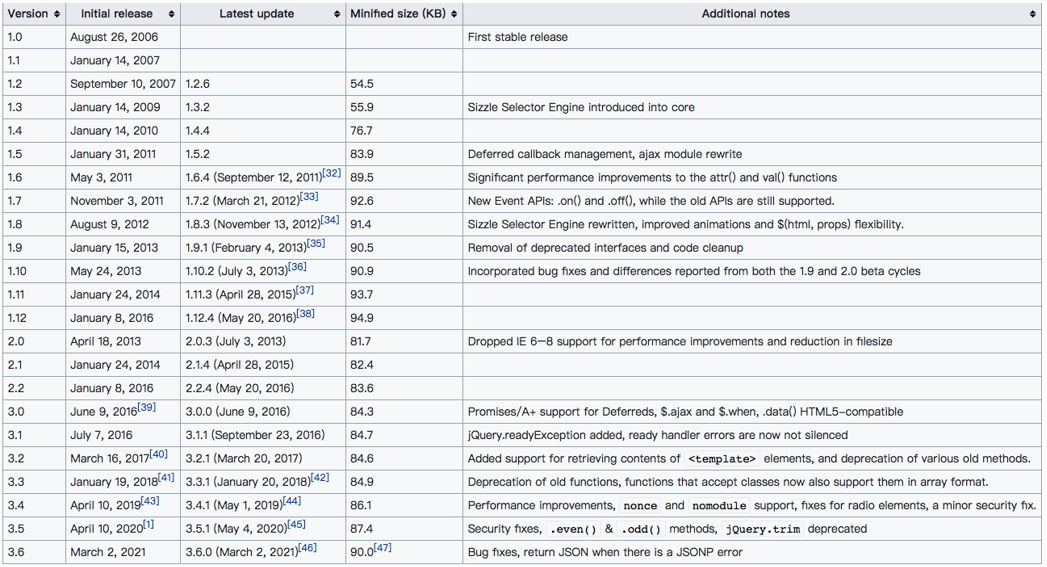 Version Initial release Latest update Minified size (KB) Additional notes
1.0 August 26, 2006 First stable release
1.1 January 14, 2007
1.2 September 10, 2007 1.2.6 54.5
1.3 January 14, 2009 1.3.2 55.9 Sizzle Selector Engine introduced into core
1.4 January 14, 2010 1.4.4 76.7
1.5 January 31, 2011 1.5.2 83.9 Deferred callback management, ajax module rewrite
1.6 May 3, 2011 1.6.4 (September 12, 2011)[32] 89.5 Significant performance improvements to the attr() and val() functions
1.7 November 3, 2011 1.7.2 (March 21, 2012)[33] 92.6 New Event APIs: .on() and .off(), while the old APIs are still supported.
1.8 August 9, 2012 1.8.3 (November 13, 2012)[34] 91.4 Sizzle Selector Engine rewritten, improved animations and $(html, props) flexibility.
1.9 January 15, 2013 1.9.1 (February 4, 2013)[35] 90.5 Removal of deprecated interfaces and code cleanup
1.10 May 24, 2013 1.10.2 (July 3, 2013)[36] 90.9 Incorporated bug fixes and differences reported from both the 1.9 and 2.0 beta cycles
1.11 January 24, 2014 1.11.3 (April 28, 2015)[37] 93.7
1.12 January 8, 2016 1.12.4 (May 20, 2016)[38] 94.9
2.0 April 18, 2013 2.0.3 (July 3, 2013) 81.7 Dropped IE 6–8 support for performance improvements and reduction in filesize
2.1 January 24, 2014 2.1.4 (April 28, 2015) 82.4
2.2 January 8, 2016 2.2.4 (May 20, 2016) 83.6
3.0 June 9, 2016[39] 3.0.0 (June 9, 2016) 84.3 Promises/A+ support for Deferreds, $.ajax and $.when, .data() HTML5-compatible
3.1 July 7, 2016 3.1.1 (September 23, 2016) 84.7 jQuery.readyException added, ready handler errors are now not silenced
3.2 March 16, 2017[40] 3.2.1 (March 20, 2017) 84.6 Added support for retrieving contents of <template> elements, and deprecation of various old methods.
3.3 January 19, 2018[41] 3.3.1 (January 20, 2018)[42] 84.9 Deprecation of old functions, functions that accept classes now also support them in array format.
3.4 April 10, 2019[43] 3.4.1 (May 1, 2019)[44] 86.1 Performance improvements, nonce and nomodule support, fixes for radio elements, a minor security fix.
3.5 April 10, 2020[1] 3.5.1 (May 4, 2020)[45] 87.4 Security fixes, .even() & .odd() methods, jQuery.trim deprecated
3.6 March 2, 2021 3.6.0 (March 2, 2021)[46] 90.0[47] Bug fixes, return JSON when there is a JSONP error